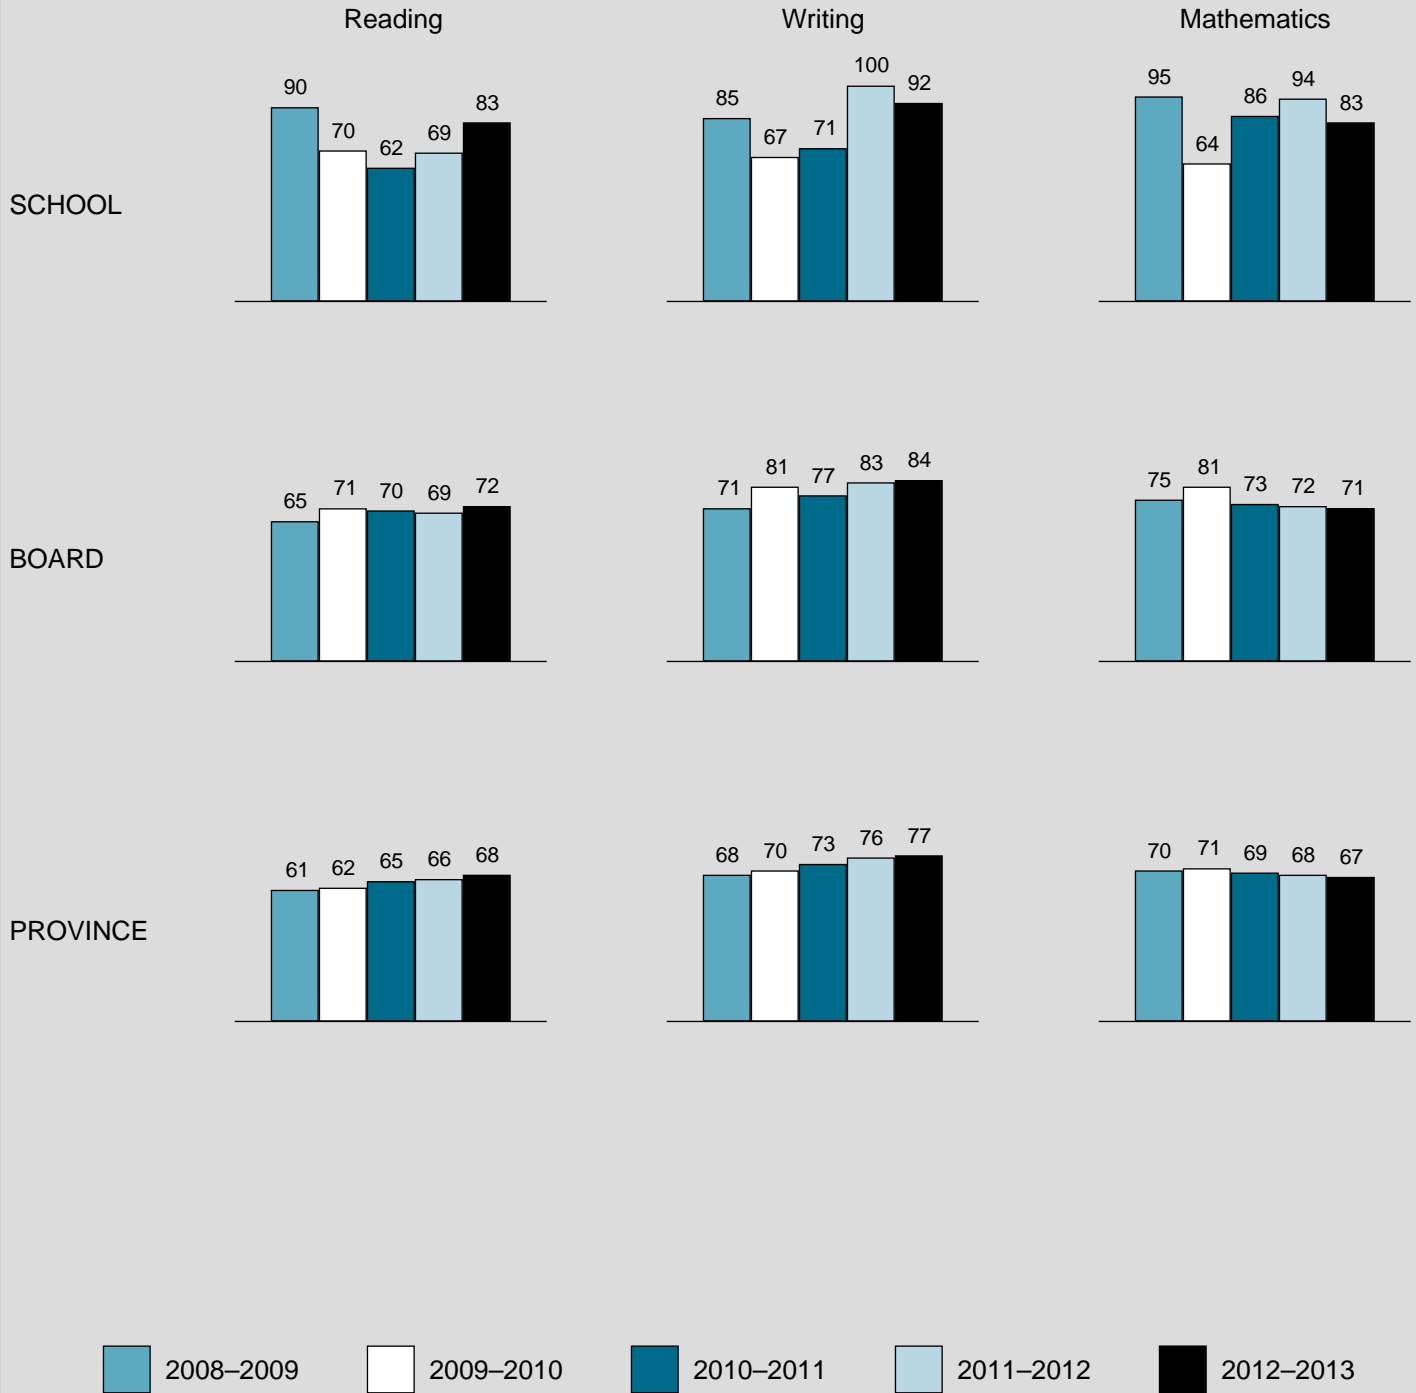 Reading Writing Mathematics
90 70 62 69 83 85 67 71 100 92 95 64 86 94 83
SCHOOL
65 71 70 69 72 71 81 77 83 84 75 81 73 72 71
BOARD
61 62 65 66 68 68 70 73 76 77 70 71 69 68 67
PROVINCE
2008–2009 2009–2010 2010–2011 2011–2012 2012–2013